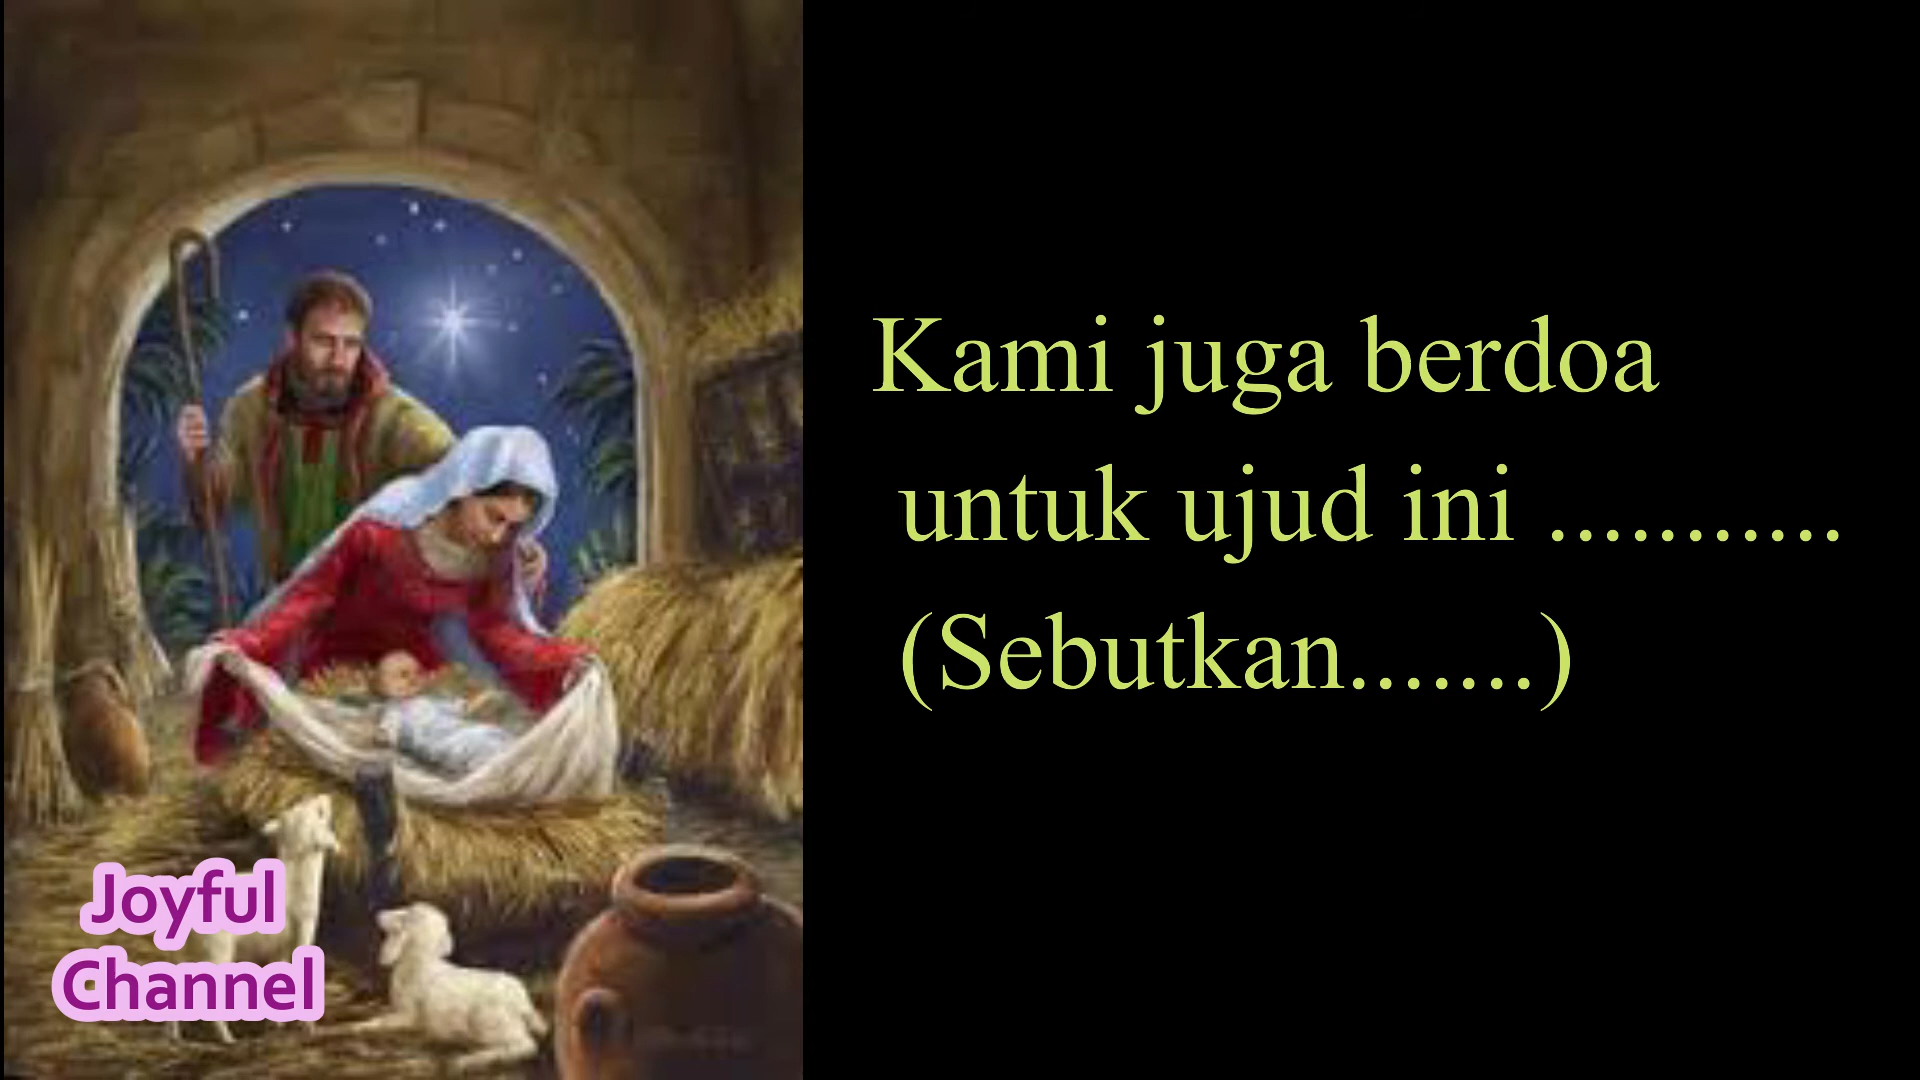 Kami juga berdoa
untuk ujud ini ...........
(Sebutkan.......)
Joyful
Channel